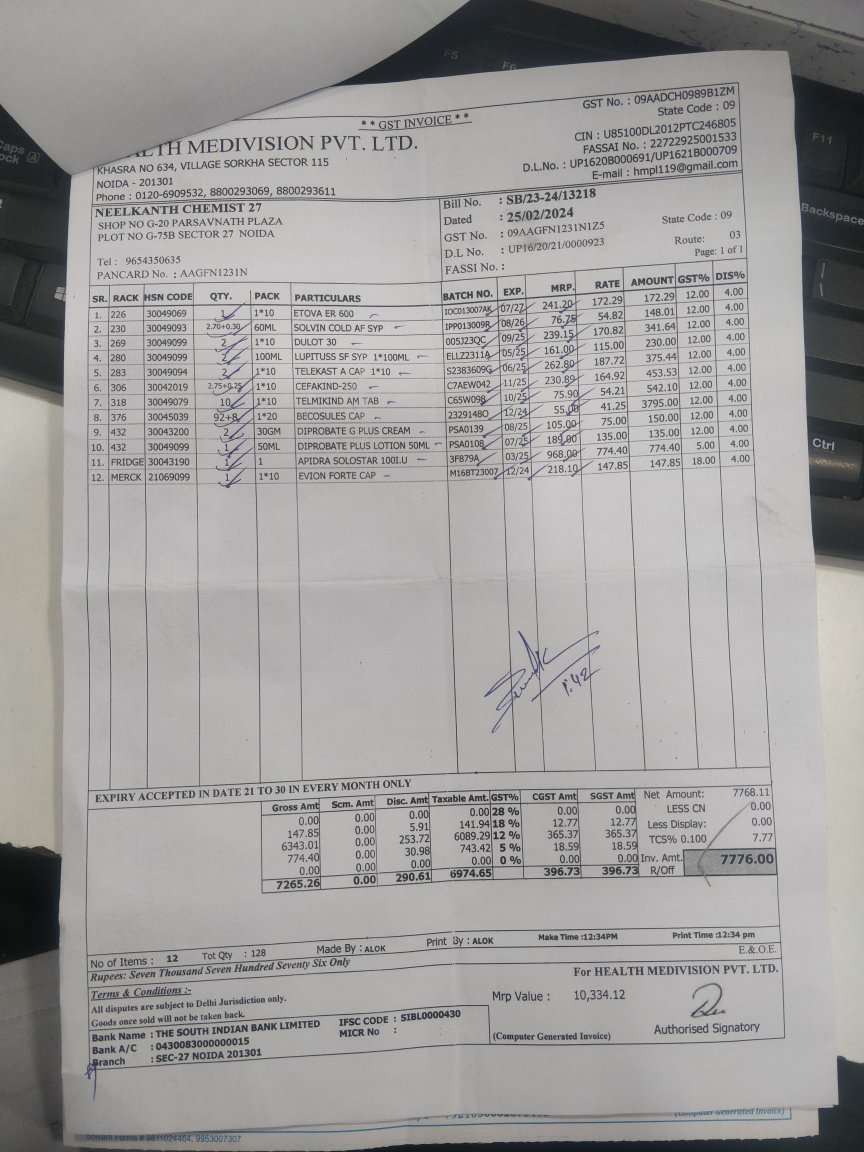 F5
F6
F11
Caps
Lock A
Backspace
Ctrl
* * GST INVOICE * *
HEALTH MEDIVISION PVT. LTD.
KHASRA NO 634, VILLAGE SORKHA SECTOR 115
NOIDA - 201301
Phone : 0120-6909532, 8800293069, 8800293611
GST No. : 09AADCH0989B1ZM
State Code : 09
CIN : U85100DL2012PTC246805
FASSAI No. : 22722925001533
D.L.No. : UP1620B000691/UP1621B000709
E-mail : hmpl119@gmail.com
NEELKANTH CHEMIST 27
SHOP NO G-20 PARSAVNATH PLAZA
PLOT NO G-75B SECTOR 27 NOIDA
Tel : 9654350635
PANCARD No. : AAGFN1231N
Bill No. : SB/23-24/13218
Dated : 25/02/2024
GST No. : 09AAGFN1231N1Z5 State Code : 09
D.L No. : UP16/20/21/0000923 Route: 03
FASSI No. : Page: 1 of 1
SR. RACK HSN CODE QTY. PACK PARTICULARS BATCH NO. EXP. MRP. RATE AMOUNT GST% DIS%
1. 226 30049069 1 1*10 ETOVA ER 600 IOC013007AK 07/27 241.20 172.29 172.29 12.00 4.00
2. 230 30049093 2.70+0.30 60ML SOLVIN COLD AF SYP IPP013009R 08/26 76.75 54.82 148.01 12.00 4.00
3. 269 30049099 2 1*10 DULOT 30 005J23QC 09/25 239.15 170.82 341.64 12.00 4.00
4. 280 30049099 2 100ML LUPITUSS SF SYP 1*100ML ELLZ2311A 05/25 161.00 115.00 230.00 12.00 4.00
5. 283 30049094 2 1*10 TELEKAST A CAP 1*10 S2383609G 06/25 262.80 187.72 375.44 12.00 4.00
6. 306 30042019 2.75+0.25 1*10 CEFAKIND-250 C7AEW042 11/25 230.89 164.92 453.53 12.00 4.00
7. 318 30049079 10 1*10 TELMIKIND AM TAB C65W098 10/25 75.90 54.21 542.10 12.00 4.00
8. 376 30045039 92+8 1*20 BECOSULES CAP 2329148O 12/24 55.00 41.25 3795.00 12.00 4.00
9. 432 30043200 2 30GM DIPROBATE G PLUS CREAM PSA0139 08/25 105.00 75.00 150.00 12.00 4.00
10. 432 30049099 1 50ML DIPROBATE PLUS LOTION 50ML PSA0108 07/25 189.00 135.00 135.00 12.00 4.00
11. FRIDGE 30043190 1 1 APIDRA SOLOSTAR 100I.U 3F879A 03/25 968.00 774.40 774.40 5.00 4.00
12. MERCK 21069099 1 1*10 EVION FORTE CAP M16BT23007 12/24 218.10 147.85 147.85 18.00 4.00
1:42
EXPIRY ACCEPTED IN DATE 21 TO 30 IN EVERY MONTH ONLY
Gross Amt Scm. Amt Disc. Amt Taxable Amt. GST% CGST Amt SGST Amt
0.00 0.00 0.00 0.00 28 % 0.00 0.00
147.85 0.00 5.91 141.94 18 % 12.77 12.77
6343.01 0.00 253.72 6089.29 12 % 365.37 365.37
774.40 0.00 30.98 743.42 5 % 18.59 18.59
0.00 0.00 0.00 0.00 0 % 0.00 0.00
7265.26 0.00 290.61 6974.65 396.73 396.73
Net Amount: 7768.11
LESS CN 0.00
Less Display: 0.00
TCS% 0.100 7.77
Inv. Amt. 7776.00
R/Off
No of Items : 12 Tot Qty : 128 Made By : ALOK Print By : ALOK Make Time :12:34PM Print Time :12:34 pm
Rupees: Seven Thousand Seven Hundred Seventy Six Only
E.& O.E.
Terms & Conditions :-
All disputes are subject to Delhi Jurisdiction only.
Goods once sold will not be taken back.
Bank Name : THE SOUTH INDIAN BANK LIMITED IFSC CODE : SIBL0000430
Bank A/C : 0430083000000015 MICR No :
Branch : SEC-27 NOIDA 201301
For HEALTH MEDIVISION PVT. LTD.
Mrp Value : 10,334.12
(Computer Generated Invoice)
Authorised Signatory
(Computer Generated Invoice)
Forms # 9811024464, 9953007307